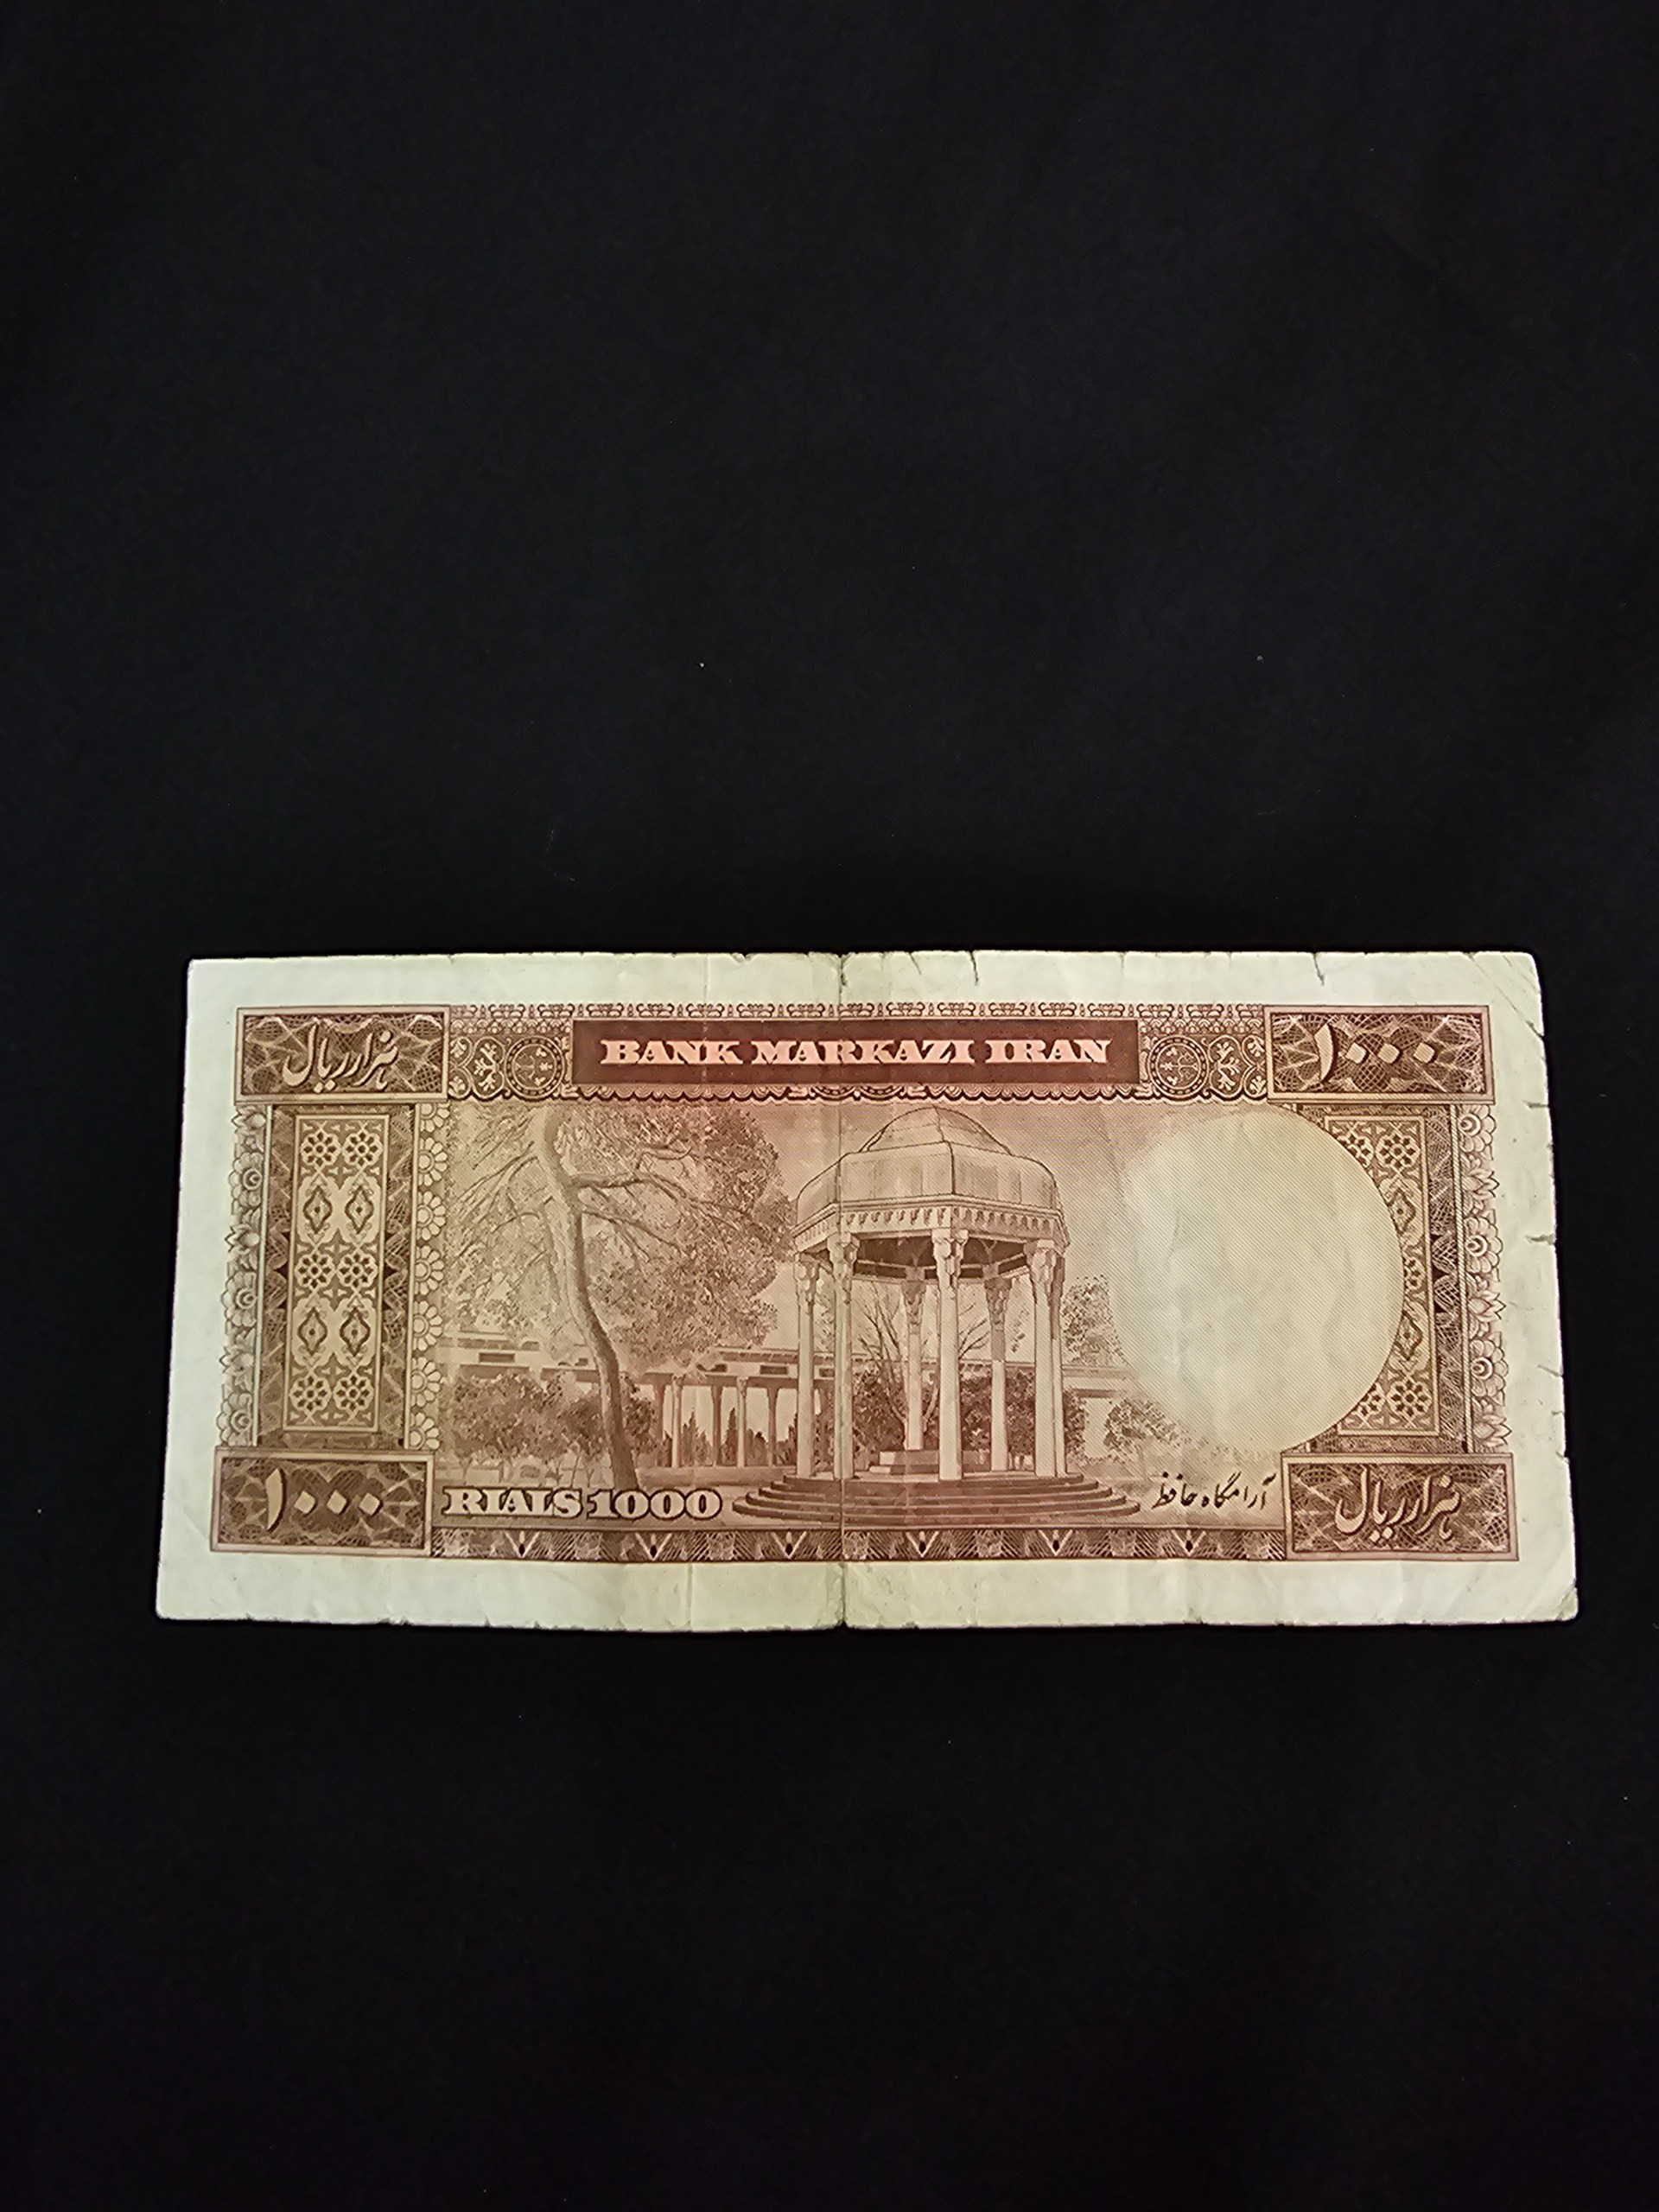 هزار ریال
BANK MARKAZI IRAN
۱۰۰۰
۱۰۰۰
RIALS 1000
آرامگاه حافظ
هزار ریال